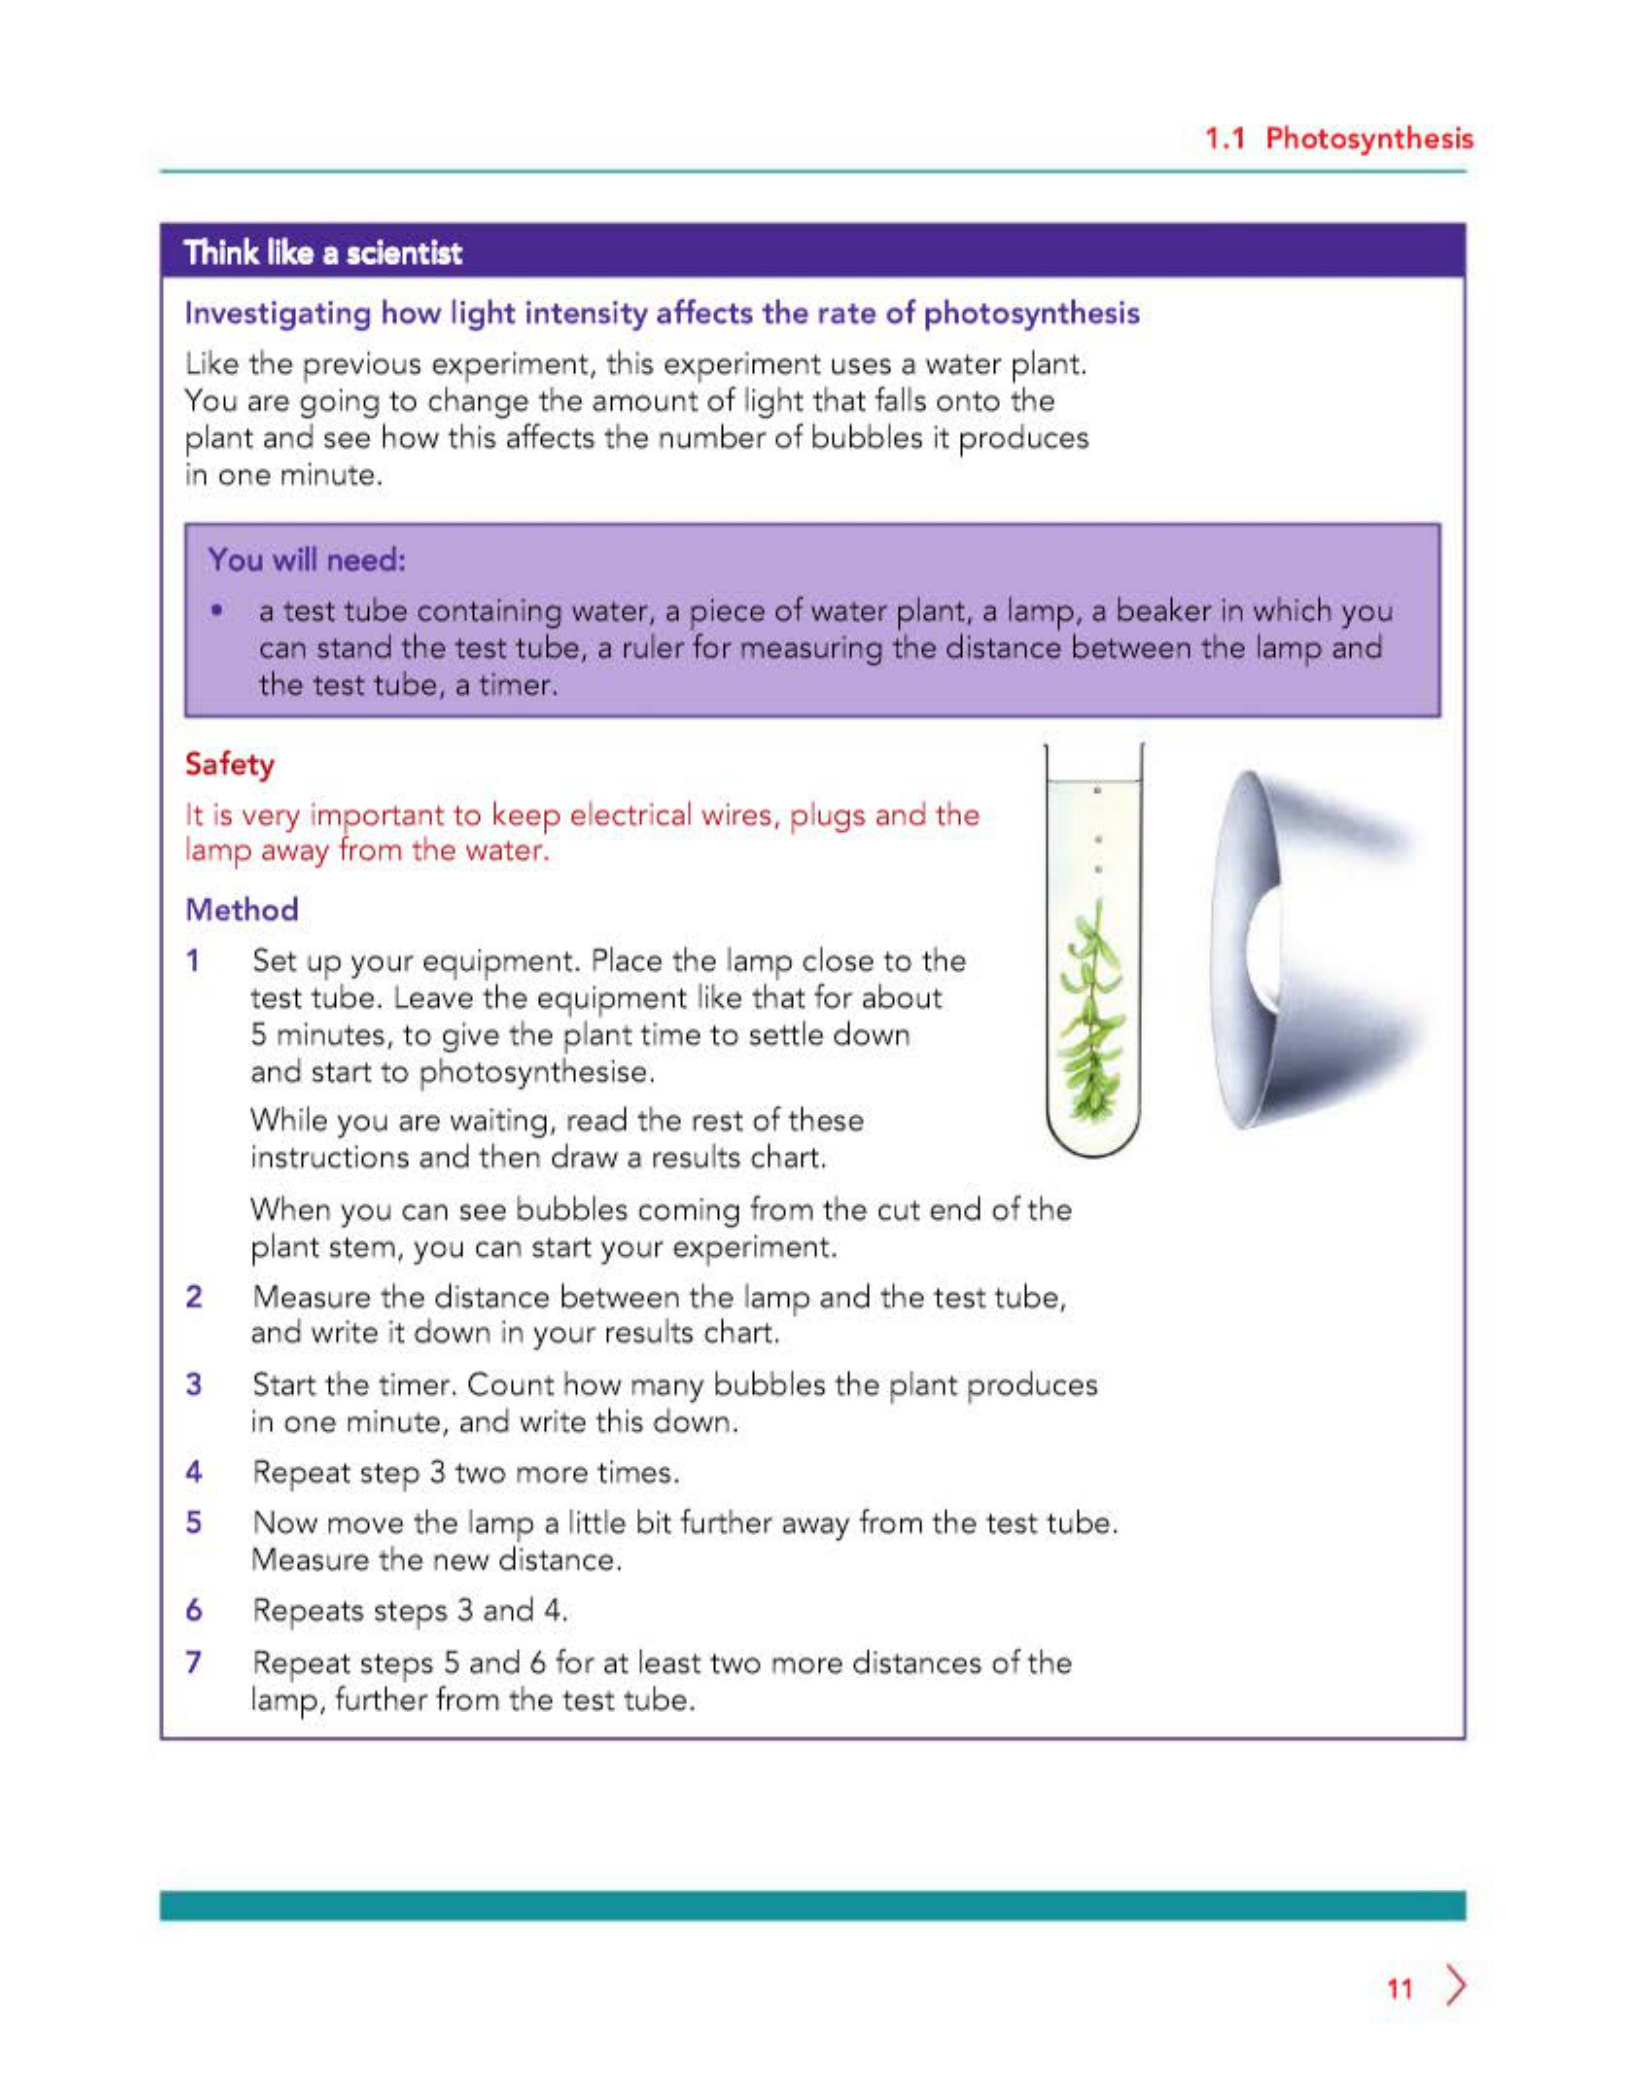 1.1 Photosynthesis
Think like a scientist
Investigating how light intensity affects the rate of photosynthesis
Like the previous experiment, this experiment uses a water plant.
You are going to change the amount of light that falls onto the
plant and see how this affects the number of bubbles it produces
in one minute.
You will need:
• a test tube containing water, a piece of water plant, a lamp, a beaker in which you
can stand the test tube, a ruler for measuring the distance between the lamp and
the test tube, a timer.
Safety
It is very important to keep electrical wires, plugs and the
lamp away from the water.
Method
1 Set up your equipment. Place the lamp close to the
test tube. Leave the equipment like that for about
5 minutes, to give the plant time to settle down
and start to photosynthesise.
While you are waiting, read the rest of these
instructions and then draw a results chart.
When you can see bubbles coming from the cut end of the
plant stem, you can start your experiment.
2 Measure the distance between the lamp and the test tube,
and write it down in your results chart.
3 Start the timer. Count how many bubbles the plant produces
in one minute, and write this down.
4 Repeat step 3 two more times.
5 Now move the lamp a little bit further away from the test tube.
Measure the new distance.
6 Repeats steps 3 and 4.
7 Repeat steps 5 and 6 for at least two more distances of the
lamp, further from the test tube.
11